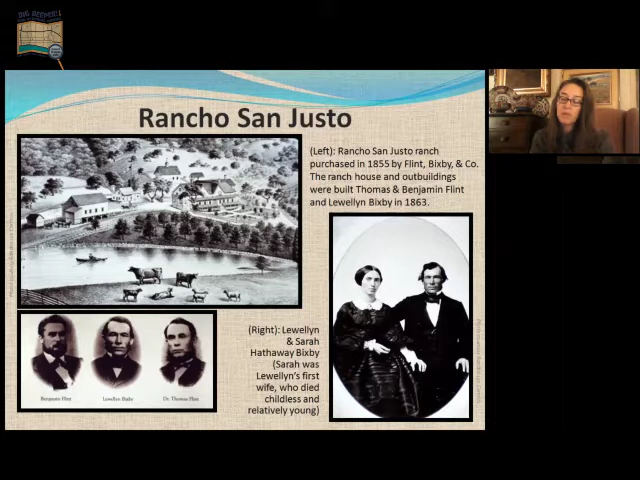 DIG DEEPER!
Rancho San Justo
(Left): Rancho San Justo ranch
purchased in 1855 by Flint, Bixby, & Co.
The ranch house and outbuildings
were built Thomas & Benjamin Flint
and Lewellyn Bixby in 1863.
(Right): Lewellyn
& Sarah
Hathaway Bixby
(Sarah was
Lewellyn's first
wife, who died
childless and
relatively young)
Benjamin Flint
Lewellyn Bixby
Dr. Thomas Flint